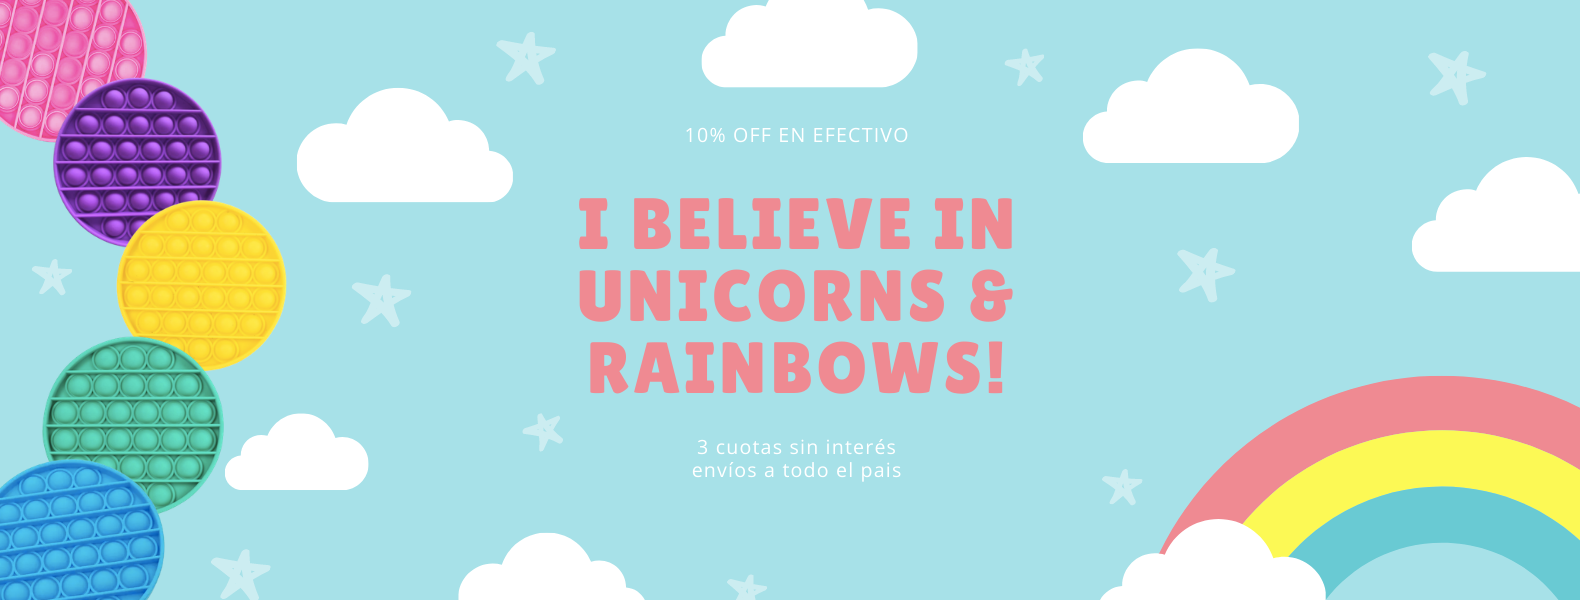 10% OFF EN EFECTIVO
I BELIEVE IN
UNICORNS &
RAINBOWS!
3 cuotas sin interés
envíos a todo el pais